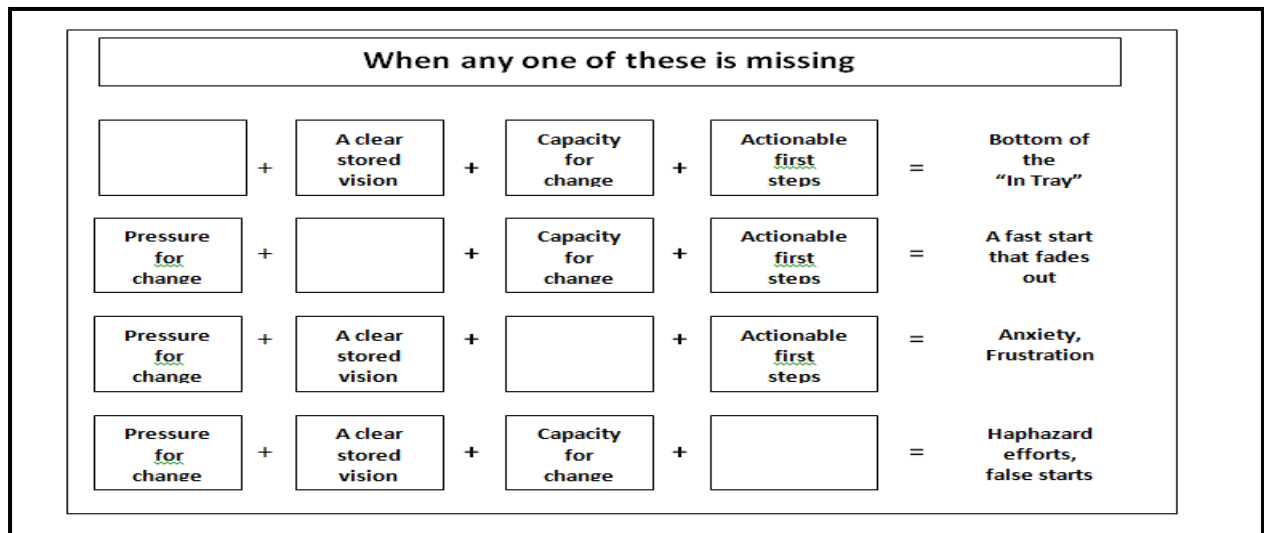 When any one of these is missing
+ A clear stored vision + Capacity for change + Actionable first steps = Bottom of the "In Tray"
Pressure for change + + Capacity for change + Actionable first steps = A fast start that fades out
Pressure for change + A clear stored vision + + Actionable first steps = Anxiety, Frustration
Pressure for change + A clear stored vision + Capacity for change + = Haphazard efforts, false starts